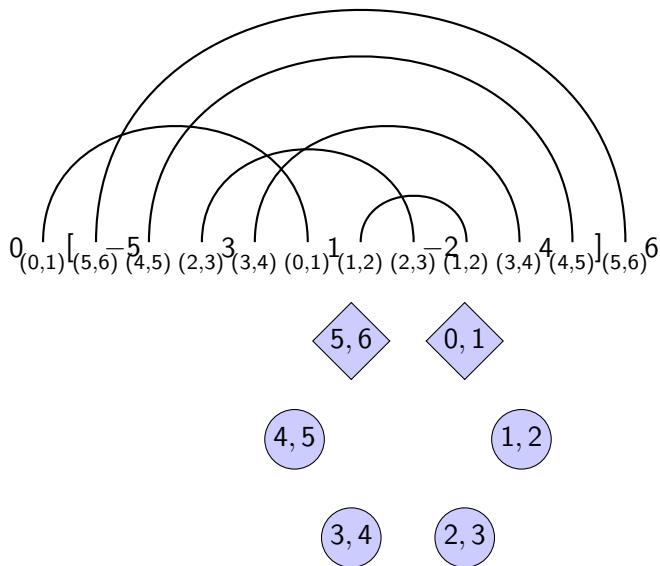 0 [ −5 3 1 −2 4 ] 6
(0,1) (5,6) (4,5) (2,3) (3,4) (0,1) (1,2) (2,3) (1,2) (3,4) (4,5) (5,6)
5, 6 0, 1
4, 5 1, 2
3, 4 2, 3